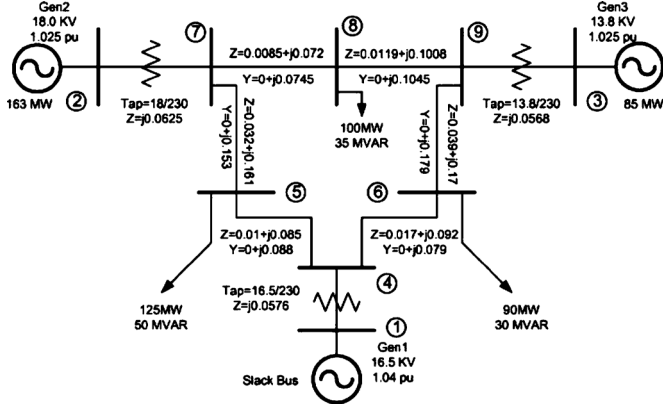 Gen2
18.0 KV
1.025 pu
163 MW
②
Tap=18/230
Z=j0.0625
⑦
Z=0.0085+j0.072
Y=0+j0.0745
⑧
100MW
35 MVAR
Z=0.0119+j0.1008
Y=0+j0.1045
⑨
Tap=13.8/230
Z=j0.0568
③
Gen3
13.8 KV
1.025 pu
85 MW
Z=0.032+j0.161
Y=0+j0.153
Z=0.039+j0.17
Y=0+j0.179
⑤
⑥
Z=0.01+j0.085
Y=0+j0.088
Z=0.017+j0.092
Y=0+j0.079
125MW
50 MVAR
90MW
30 MVAR
Tap=16.5/230
Z=j0.0576
④
①
Slack Bus
Gen1
16.5 KV
1.04 pu